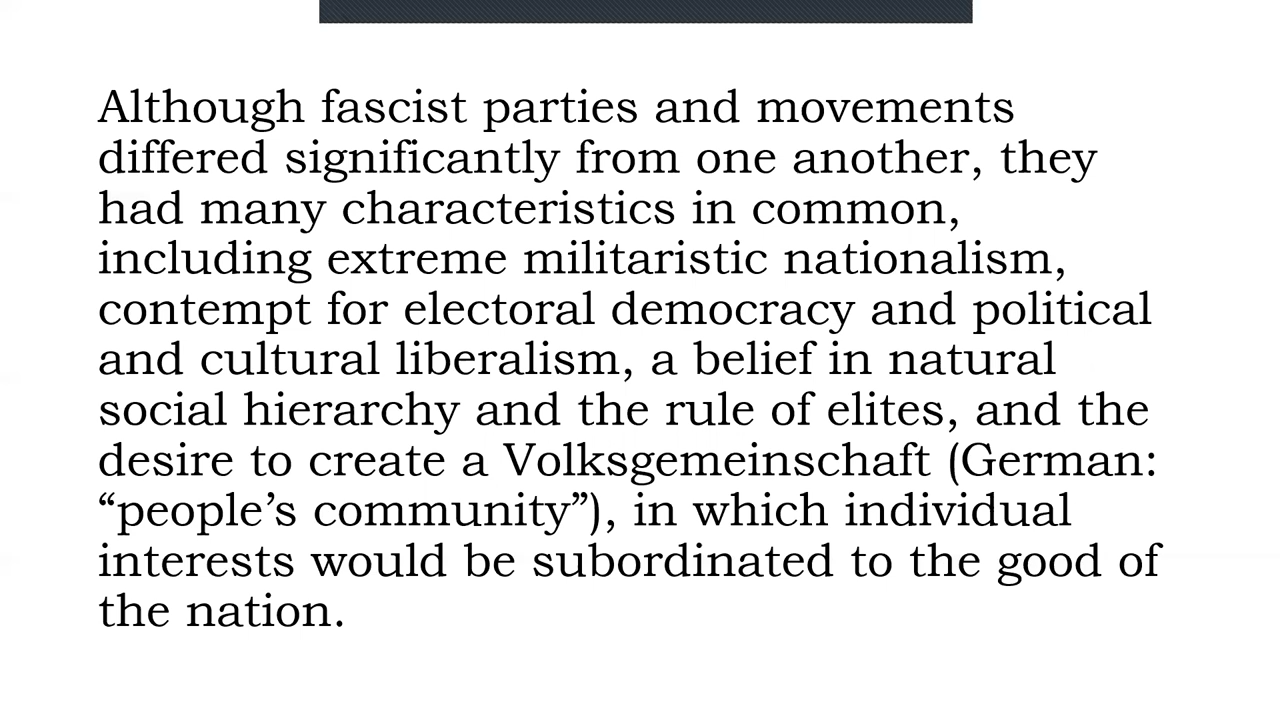 Although fascist parties and movements
differed significantly from one another, they
had many characteristics in common,
including extreme militaristic nationalism,
contempt for electoral democracy and political
and cultural liberalism, a belief in natural
social hierarchy and the rule of elites, and the
desire to create a Volksgemeinschaft (German:
“people’s community”), in which individual
interests would be subordinated to the good of
the nation.